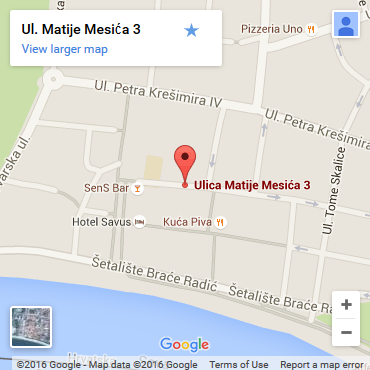 Ul. Matije Mesića 3
View larger map
Pizzeria Uno
Ul. Petra Krešimira IV
Ul. Petra Krešimira
varska ul.
SenS Bar
Ulica Matije Mesića 3
Ul. Tome Skalice
Hotel Savus
Kuća Piva
Šetalište Braće Radić
Šetalište Braće Radić
Google
©2016 Google - Map data ©2016 Google
Terms of Use
Report a map error